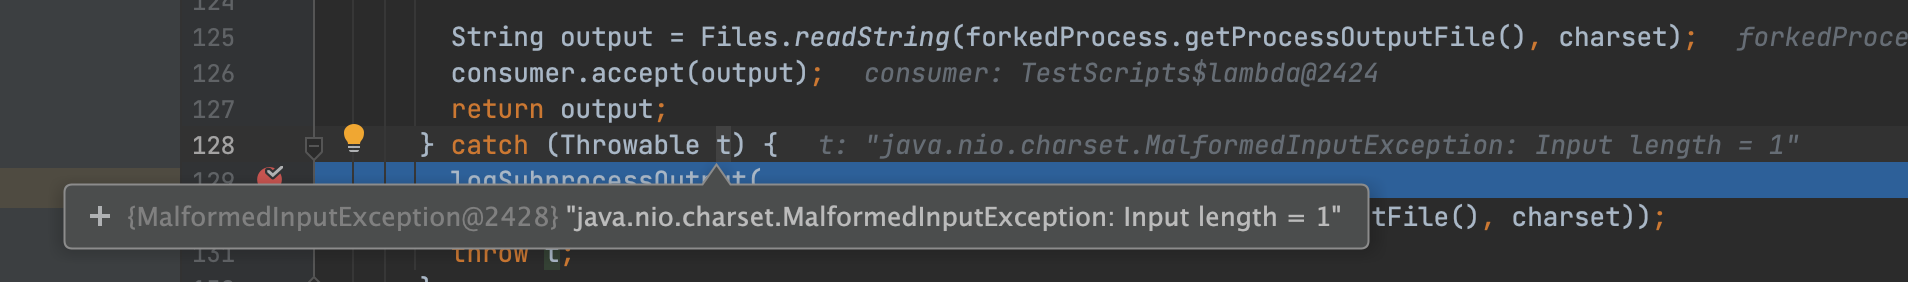 124
125 String output = Files.readString(forkedProcess.getProcessOutputFile(), charset); forkedProce
126 consumer.accept(output); consumer: TestScripts$lambda@2424
127 return output;
128 } catch (Throwable t) { t: "java.nio.charset.MalformedInputException: Input length = 1"
129 logSubprocessOutput(
+ {MalformedInputException@2428} "java.nio.charset.MalformedInputException: Input length = 1" tFile(), charset));
131 throw t;